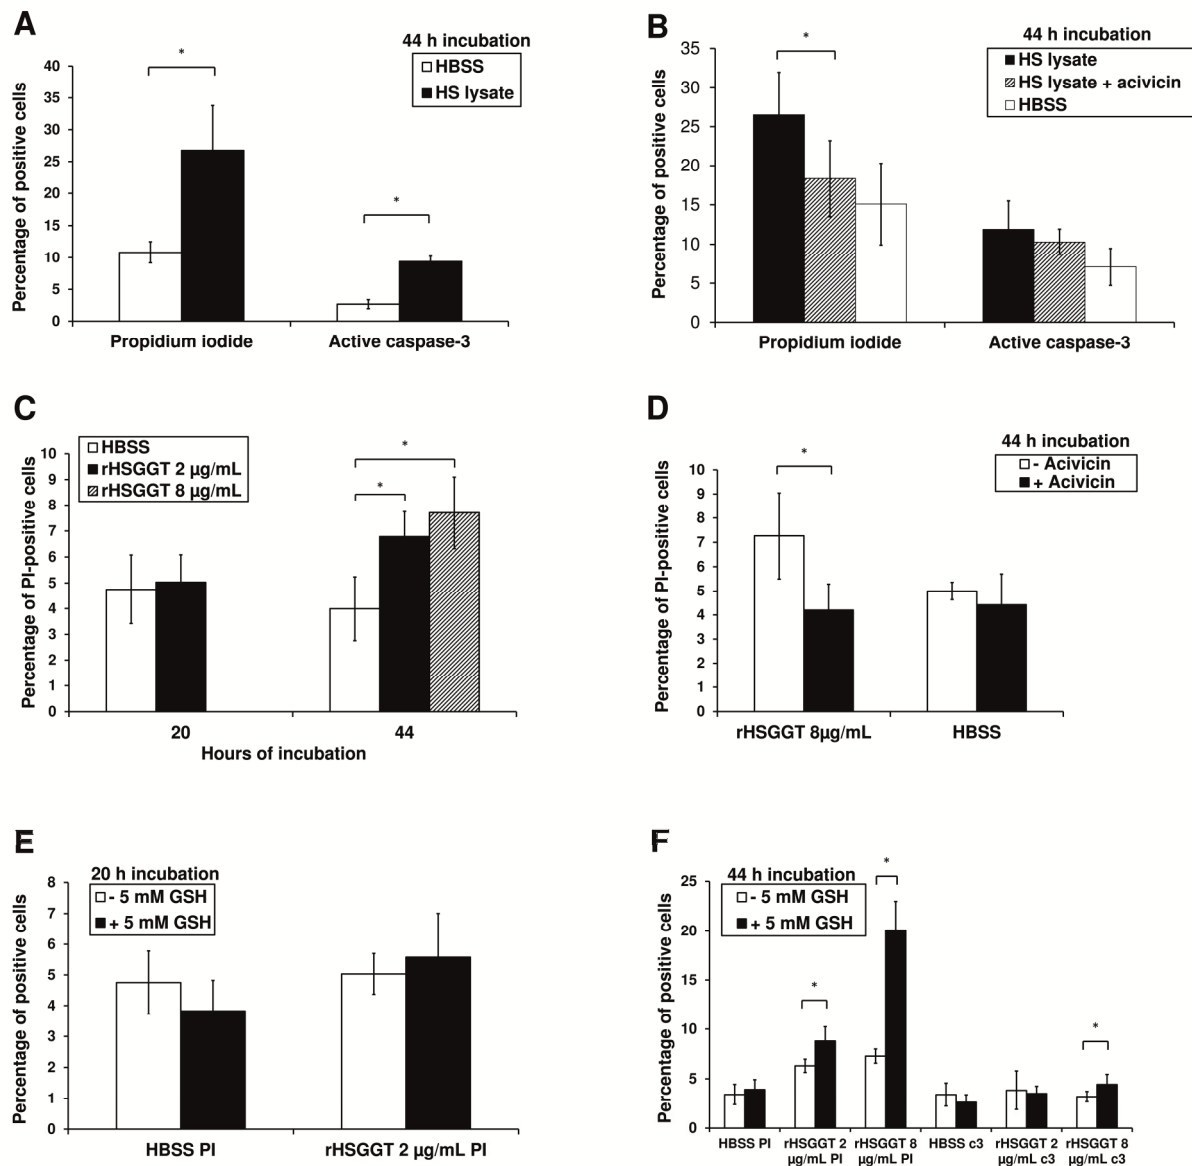 A
44 h incubation
HBSS
HS lysate
*
*
Percentage of positive cells
40
35
30
25
20
15
10
5
0
Propidium iodide
Active caspase-3
B
44 h incubation
HS lysate
HS lysate + acivicin
HBSS
*
Percentage of positive cells
35
30
25
20
15
10
5
0
Propidium iodide
Active caspase-3
C
HBSS
rHSGGT 2 µg/mL
rHSGGT 8 µg/mL
*
*
Percentage of PI-positive cells
10
9
8
7
6
5
4
3
2
1
0
20
44
Hours of incubation
D
44 h incubation
- Acivicin
+ Acivicin
*
Percentage of PI-positive cells
10
9
8
7
6
5
4
3
2
1
0
rHSGGT 8µg/mL
HBSS
E
20 h incubation
- 5 mM GSH
+ 5 mM GSH
Percentage of positive cells
8
7
6
5
4
3
2
1
0
HBSS PI
rHSGGT 2 µg/mL PI
F
44 h incubation
- 5 mM GSH
+ 5 mM GSH
*
*
*
Percentage of positive cells
25
20
15
10
5
0
HBSS PI
rHSGGT 2
µg/mL PI
rHSGGT 8
µg/mL PI
HBSS c3
rHSGGT 2
µg/mL c3
rHSGGT 8
µg/mL c3